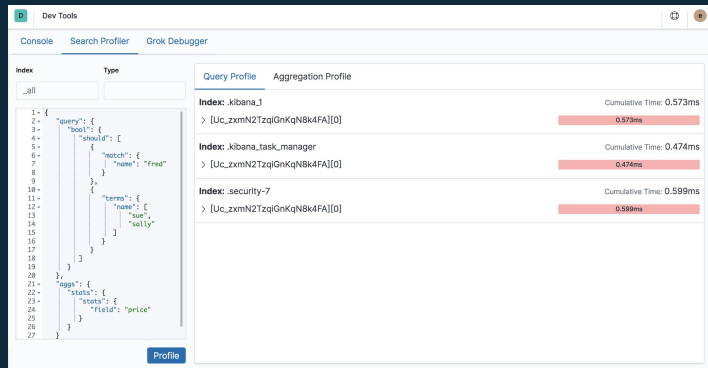 D Dev Tools e
Console Search Profiler Grok Debugger
Index Type
_all
1 {
2 "query": {
3 "bool": {
4 "should": [
5 {
6 "match": {
7 "name": "fred"
8 }
9 },
10 {
11 "terms": {
12 "name": [
13 "sue",
14 "sally"
15 ]
16 }
17 }
18 ]
19 }
20 },
21 "aggs": {
22 "stats": {
23 "stats": {
24 "field": "price"
25 }
26 }
27 }
Profile
Query Profile Aggregation Profile
Index: .kibana_1 Cumulative Time: 0.573ms
[Uc_zxmN2TzqiGnKqN8k4FA][0] 0.573ms
Index: .kibana_task_manager Cumulative Time: 0.474ms
[Uc_zxmN2TzqiGnKqN8k4FA][0] 0.474ms
Index: .security-7 Cumulative Time: 0.599ms
[Uc_zxmN2TzqiGnKqN8k4FA][0] 0.599ms